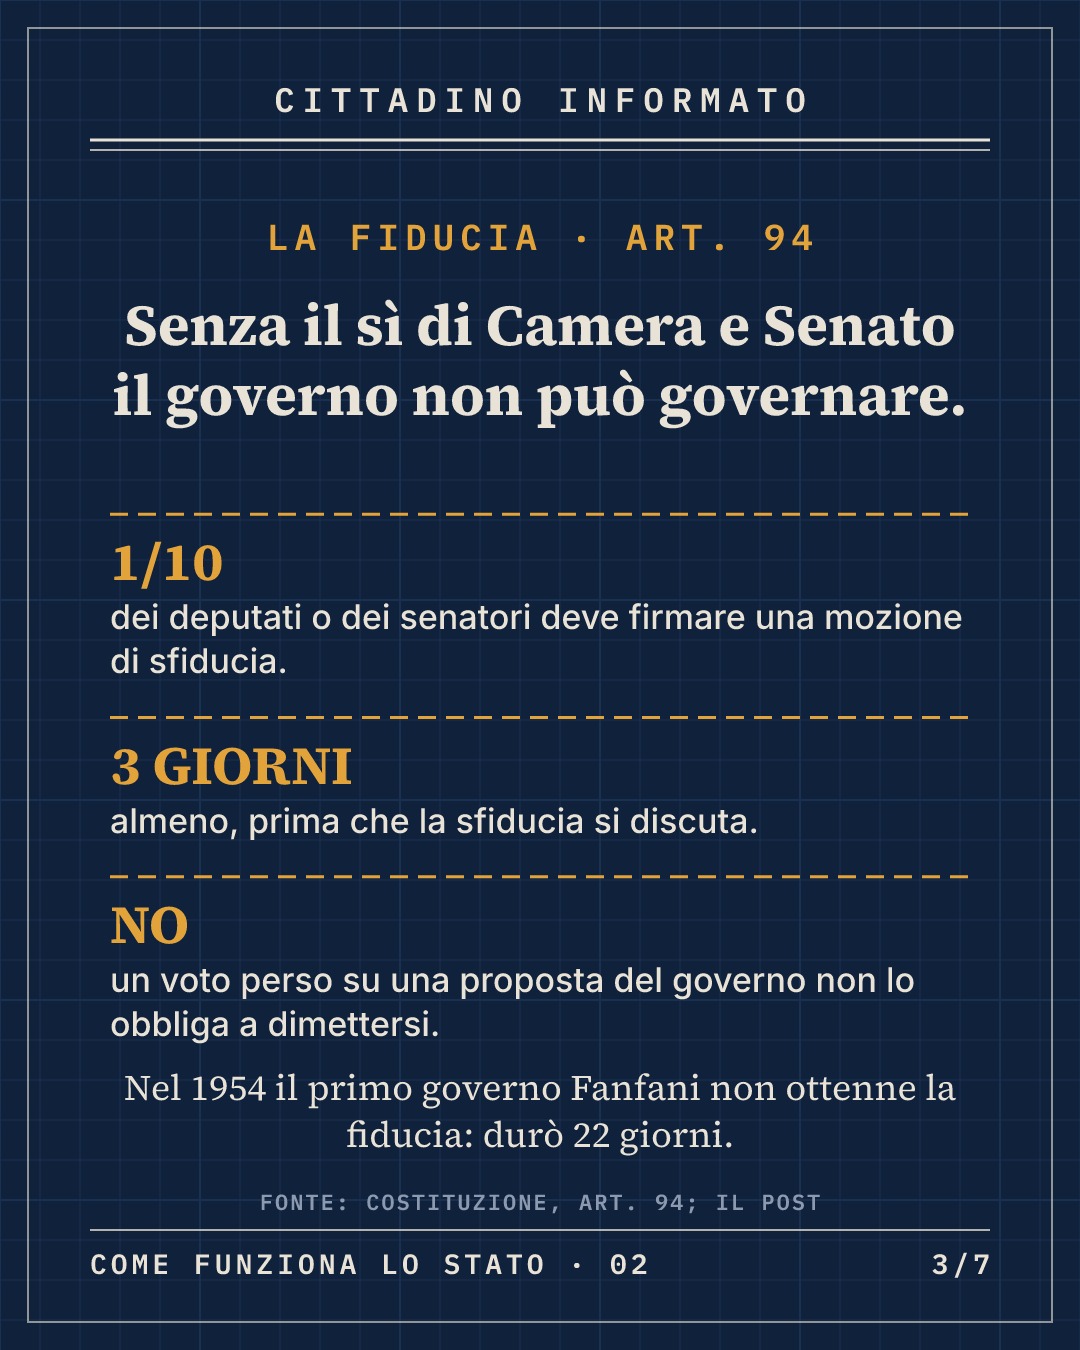 CITTADINO INFORMATO
LA FIDUCIA · ART. 94
Senza il sì di Camera e Senato
il governo non può governare.
1/10
dei deputati o dei senatori deve firmare una mozione
di sfiducia.
3 GIORNI
almeno, prima che la sfiducia si discuta.
NO
un voto perso su una proposta del governo non lo
obbliga a dimettersi.
Nel 1954 il primo governo Fanfani non ottenne la
fiducia: durò 22 giorni.
FONTE: COSTITUZIONE, ART. 94; IL POST
COME FUNZIONA LO STATO · 02
3/7